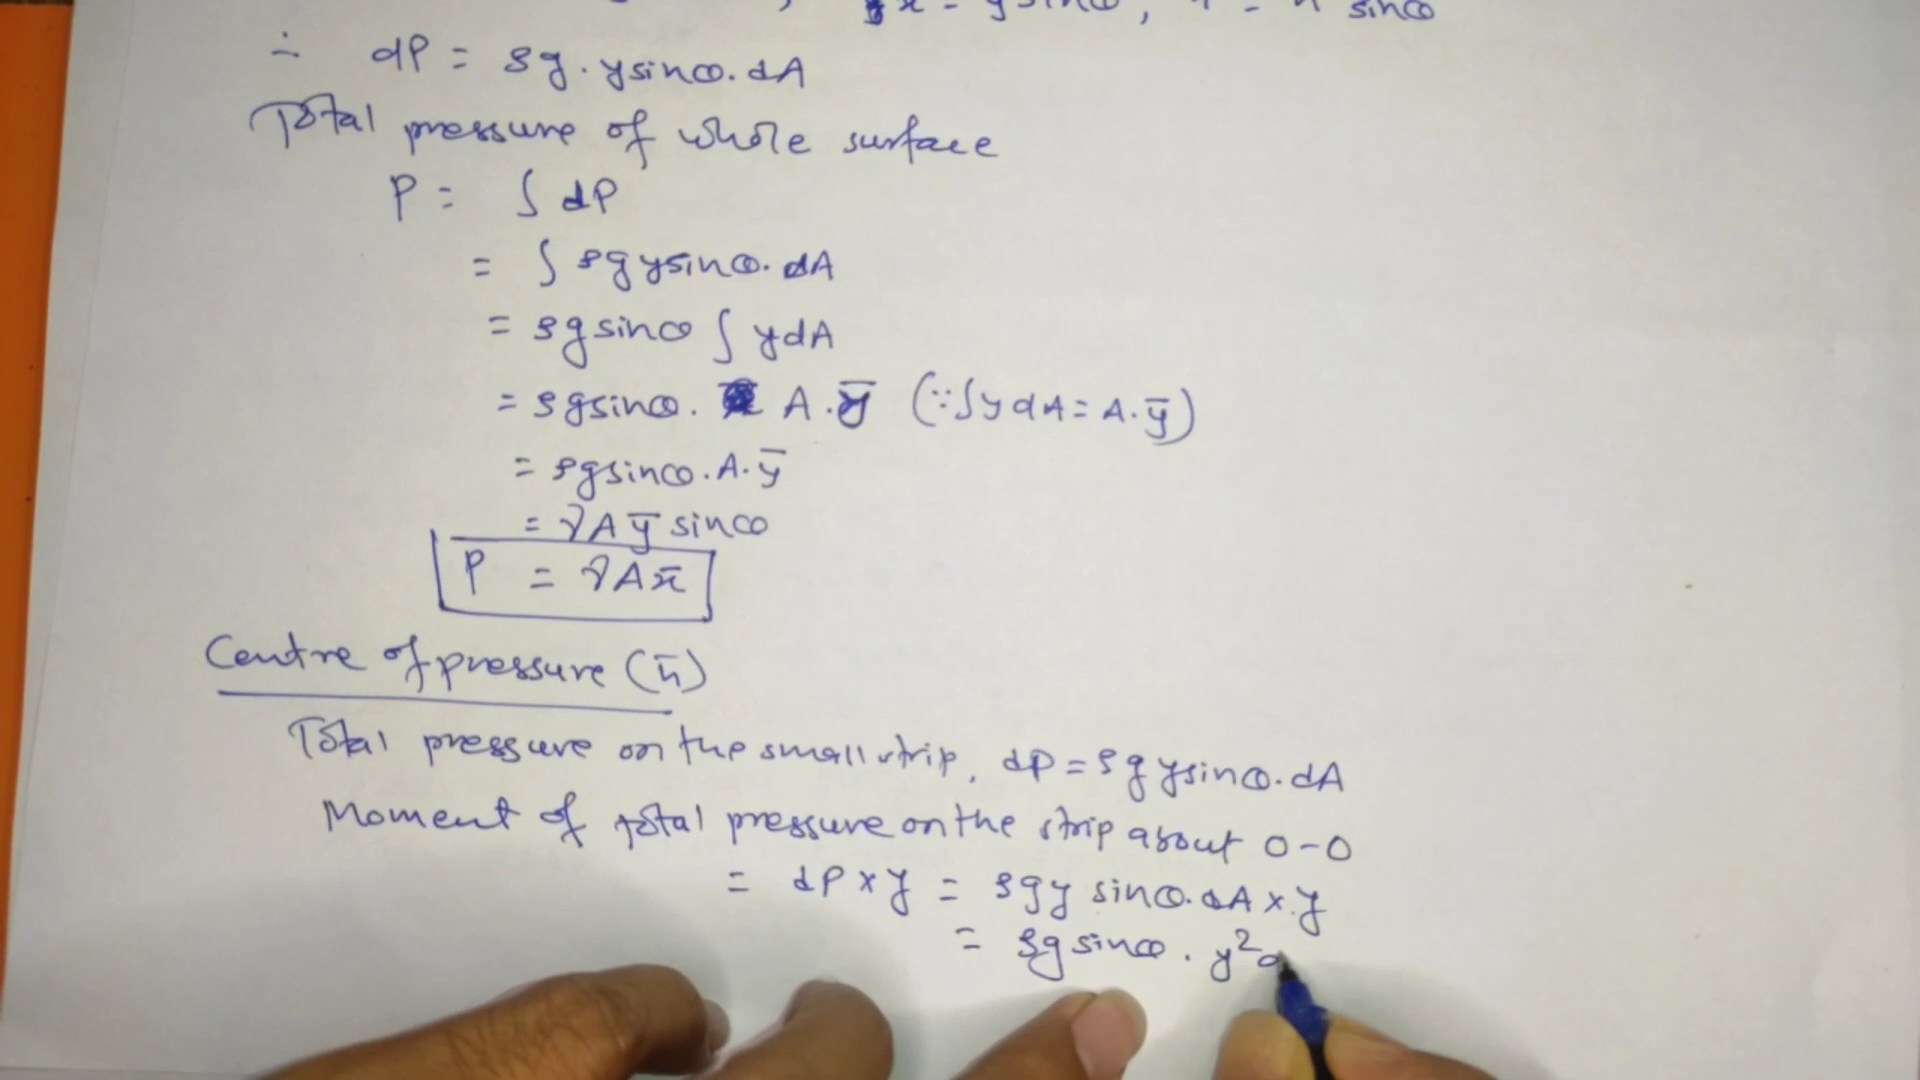 x = y sinθ, sinθ
∴ dP = ρg. y sinθ. dA
Total pressure of whole surface
P = ∫ dP
= ∫ ρg y sinθ. dA
= ρg sinθ ∫ y dA
= ρg sinθ. A. ȳ (∵ ∫ y dA = A. ȳ)
= ρg sinθ. A. ȳ
= γ A ȳ sinθ
P = γ A x̄
Centre of pressure (h̄)
Total pressure on the small strip, dP = ρg y sinθ. dA
Moment of total pressure on the strip about O-O
= dP × y = ρg y sinθ. dA × y
= ρg sinθ. y²